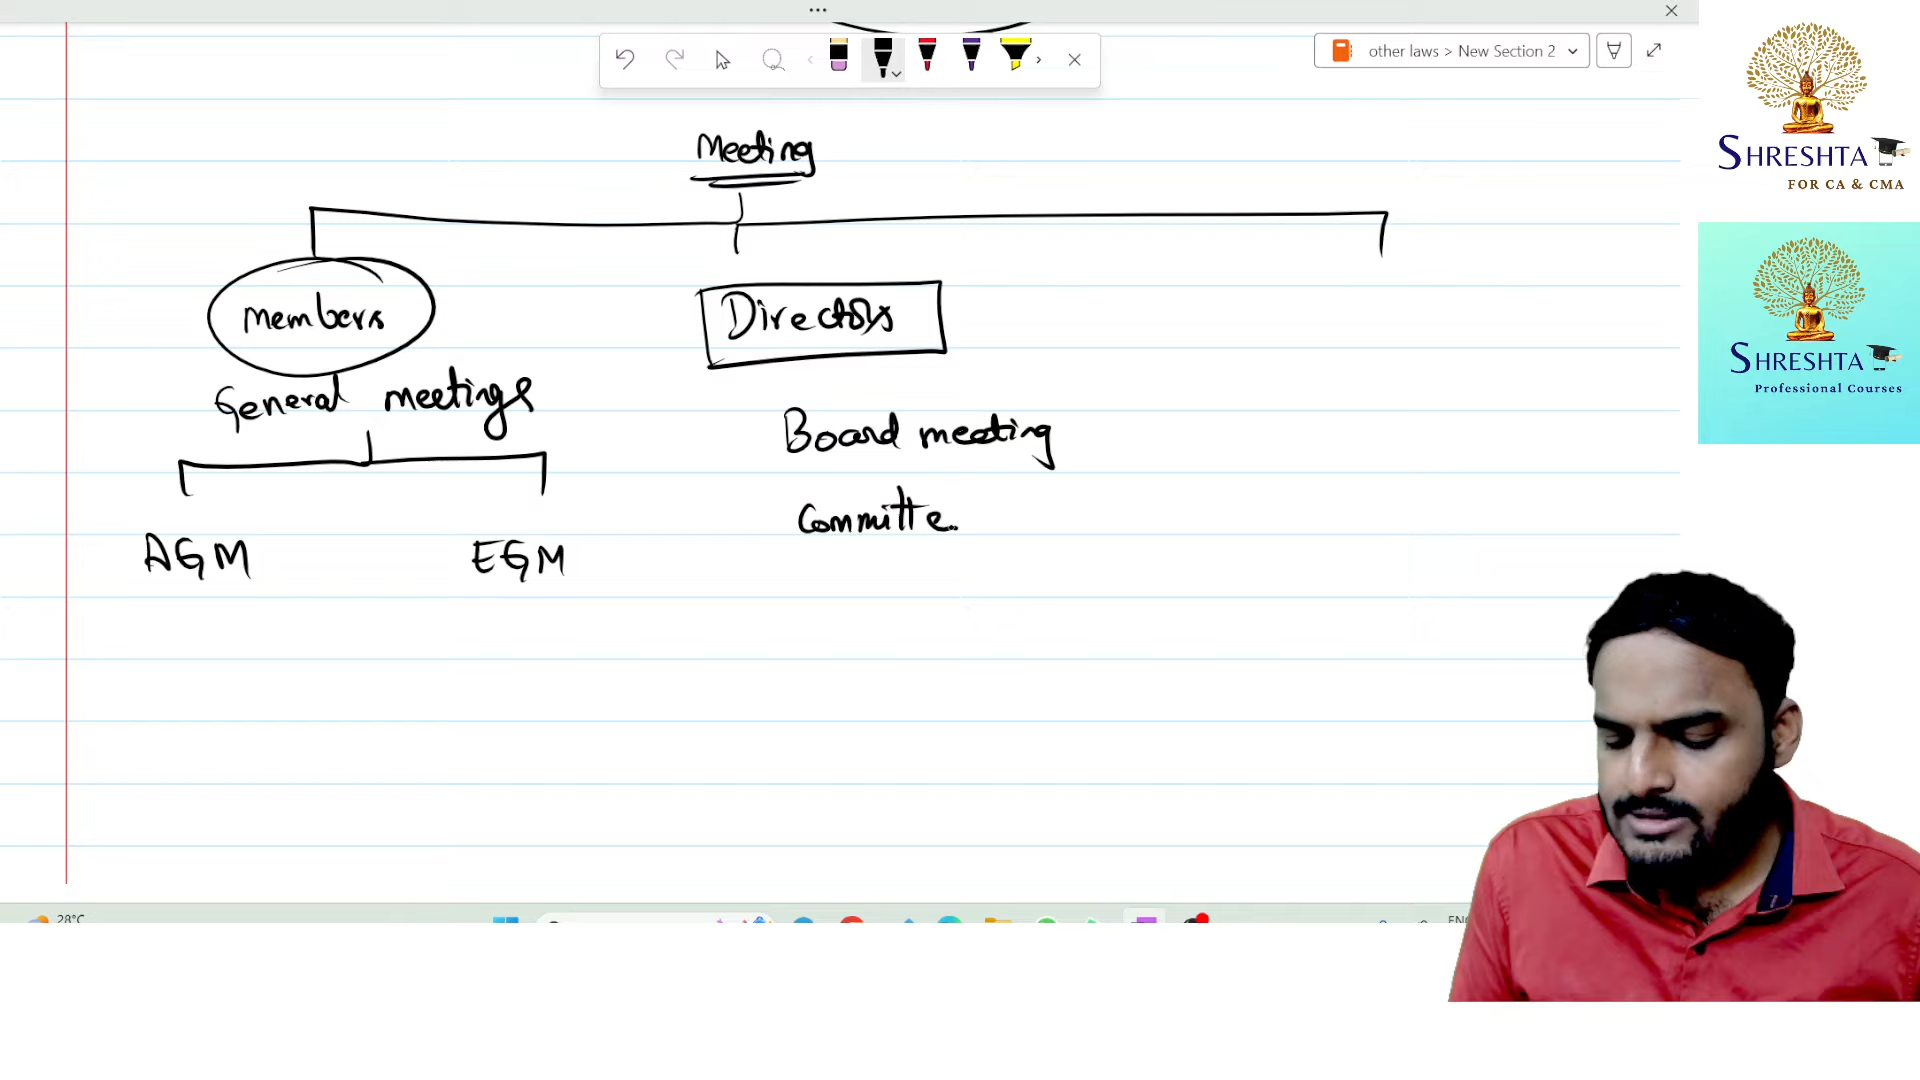 other laws > New Section 2
Meeting
members
Directors
General meetings
Board meeting
Committe
AGM
EGM
SHRESHTA
FOR CA & CMA
SHRESHTA
Professional Courses
28°C